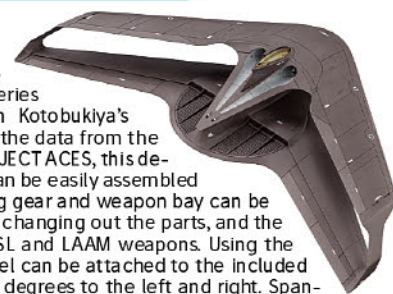 eries
Kotobukiya's
the data from the
JECT ACES, this de-
an be easily assembled
g gear and weapon bay can be
changing out the parts, and the
SL and LAAM weapons. Using the
el can be attached to the included
degrees to the left and right. Span-